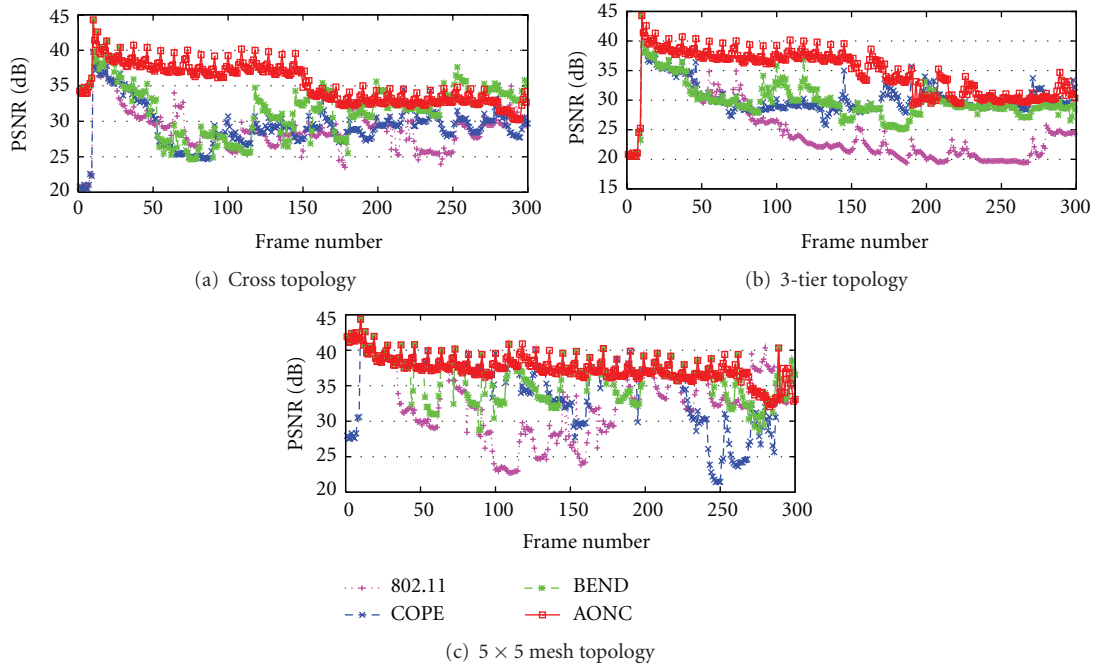 45
40
35
30
25
20
PSNR (dB)
0 50 100 150 200 250 300
Frame number
(a) Cross topology
45
40
35
30
25
20
15
PSNR (dB)
0 50 100 150 200 250 300
Frame number
(b) 3-tier topology
45
40
35
30
25
20
PSNR (dB)
0 50 100 150 200 250 300
Frame number
802.11 BEND
COPE AONC
(c) 5 × 5 mesh topology